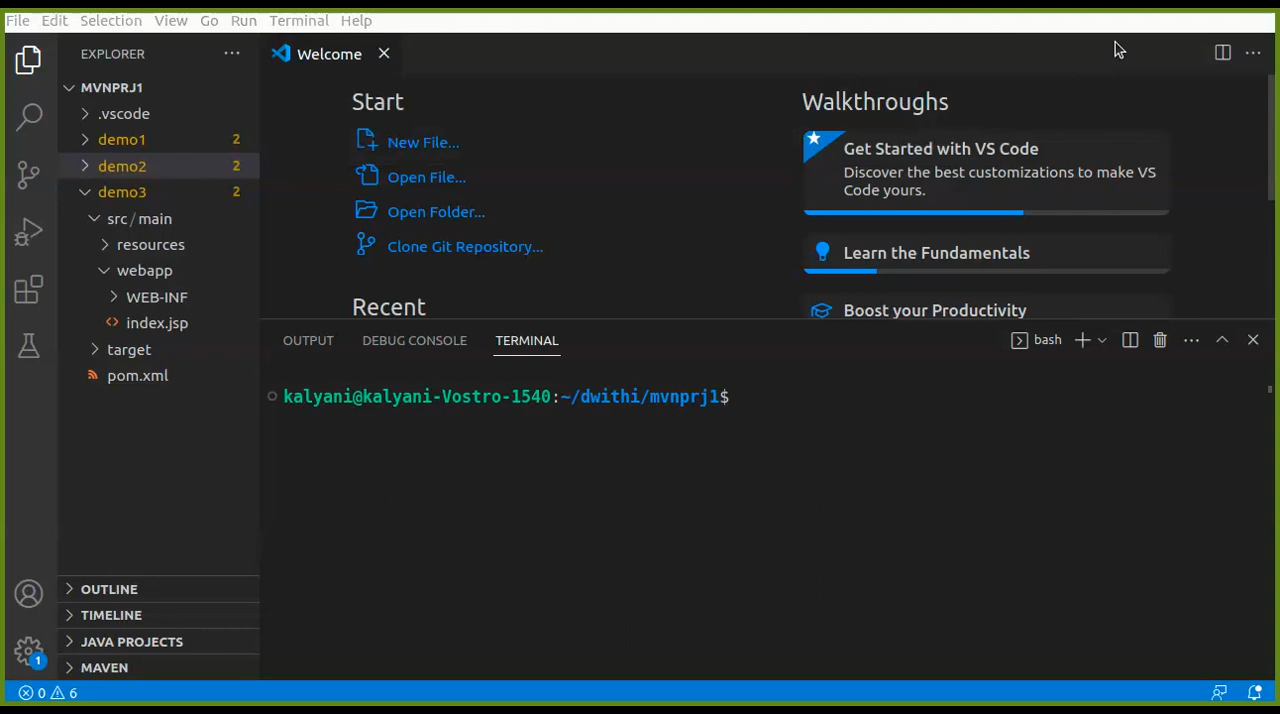 File Edit Selection View Go Run Terminal Help
EXPLORER
MVNPRJ1
.vscode
demo1 2
demo2 2
demo3 2
src/main
resources
webapp
WEB-INF
index.jsp
target
pom.xml
OUTLINE
TIMELINE
JAVA PROJECTS
MAVEN
1
Welcome
Start
New File...
Open File...
Open Folder...
Clone Git Repository...
Recent
Walkthroughs
Get Started with VS Code
Discover the best customizations to make VS
Code yours.
Learn the Fundamentals
Boost your Productivity
OUTPUT DEBUG CONSOLE TERMINAL bash
kalyani@kalyani-Vostro-1540:~/dwithi/mvnprj1$
0 6